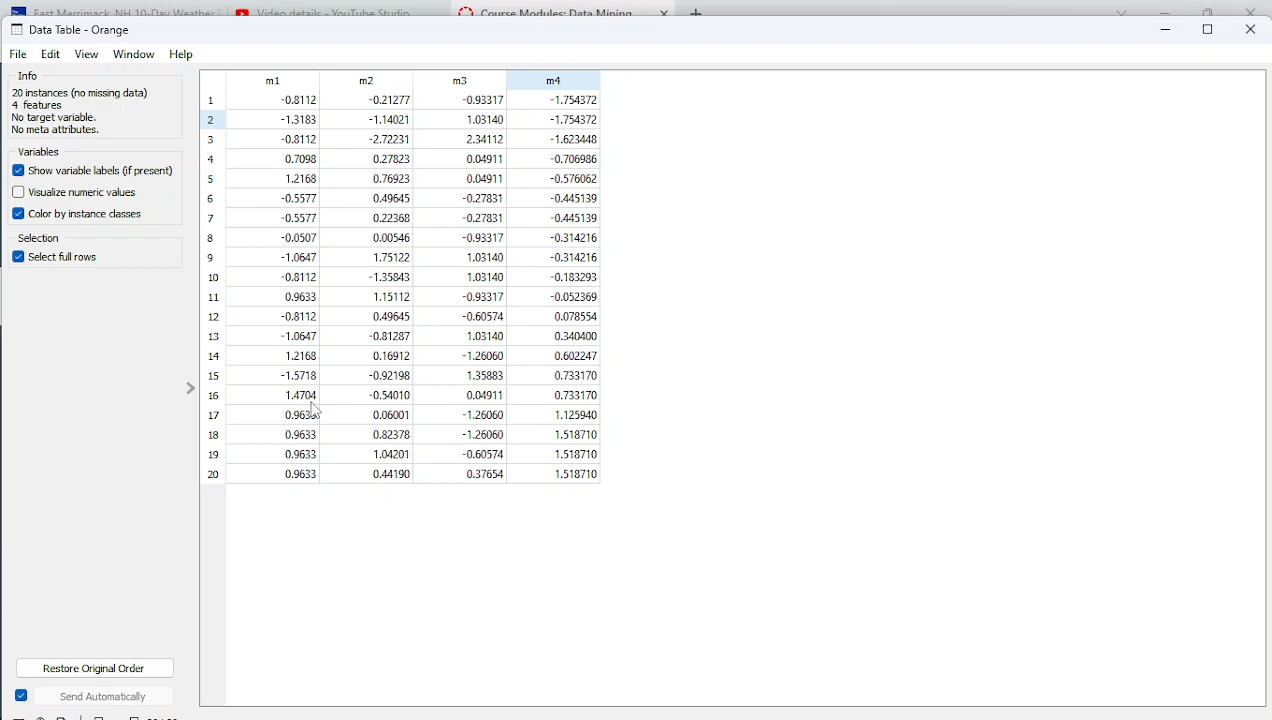 East Merrimack, NH 10-Day Weather
Video details - YouTube Studio
Course Modules: Data Mining
Data Table - Orange
File Edit View Window Help
Info
20 instances (no missing data)
4 features
No target variable.
No meta attributes.
Variables
Show variable labels (if present)
Visualize numeric values
Color by instance classes
Selection
Select full rows
m1 m2 m3 m4
1 -0.8112 -0.21277 -0.93317 -1.754372
2 -1.3183 -1.14021 1.03140 -1.754372
3 -0.8112 -2.72231 2.34112 -1.623448
4 0.7098 0.27823 0.04911 -0.706986
5 1.2168 0.76923 0.04911 -0.576062
6 -0.5577 0.49645 -0.27831 -0.445139
7 -0.5577 0.22368 -0.27831 -0.445139
8 -0.0507 0.00546 -0.93317 -0.314216
9 -1.0647 1.75122 1.03140 -0.314216
10 -0.8112 -1.35843 1.03140 -0.183293
11 0.9633 1.15112 -0.93317 -0.052369
12 -0.8112 0.49645 -0.60574 0.078554
13 -1.0647 -0.81287 1.03140 0.340400
14 1.2168 0.16912 -1.26060 0.602247
15 -1.5718 -0.92198 1.35883 0.733170
16 1.4704 -0.54010 0.04911 0.733170
17 0.9633 0.06001 -1.26060 1.125940
18 0.9633 0.82378 -1.26060 1.518710
19 0.9633 1.04201 -0.60574 1.518710
20 0.9633 0.44190 0.37654 1.518710
Restore Original Order
Send Automatically